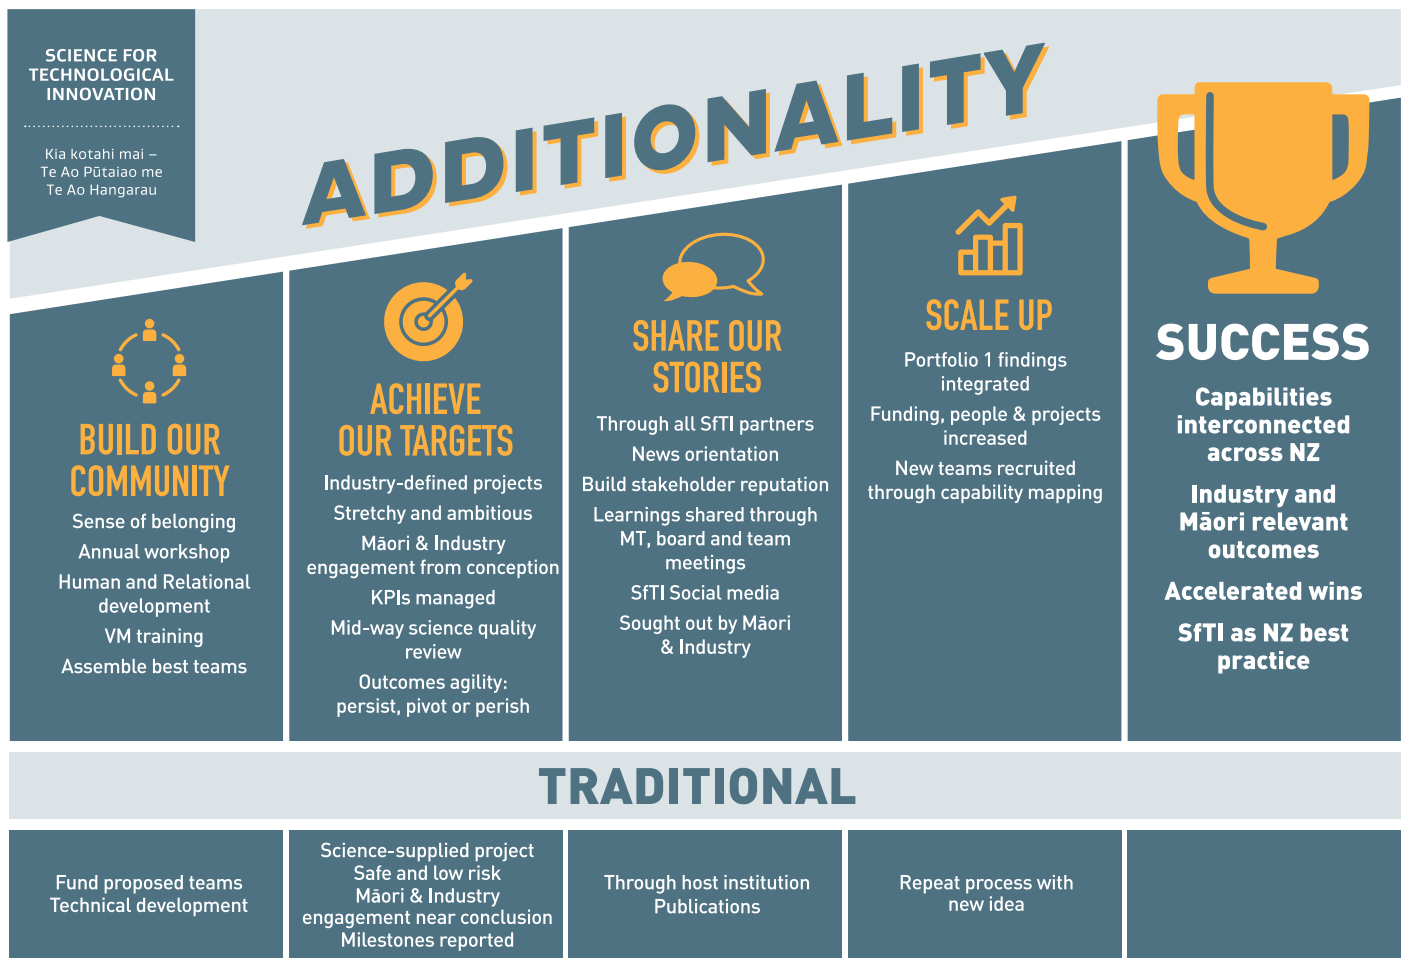 SCIENCE FOR
TECHNOLOGICAL
INNOVATION
Kia kotahi mai –
Te Ao Pūtaiao me
Te Ao Hangarau
ADDITIONALITY
BUILD OUR
COMMUNITY
Sense of belonging
Annual workshop
Human and Relational
development
VM training
Assemble best teams
ACHIEVE
OUR TARGETS
Industry-defined projects
Stretchy and ambitious
Māori & Industry
engagement from conception
KPIs managed
Mid-way science quality
review
Outcomes agility:
persist, pivot or perish
SHARE OUR
STORIES
Through all SfTI partners
News orientation
Build stakeholder reputation
Learnings shared through
MT, board and team
meetings
SfTI Social media
Sought out by Māori
& Industry
SCALE UP
Portfolio 1 findings
integrated
Funding, people & projects
increased
New teams recruited
through capability mapping
SUCCESS
Capabilities
interconnected
across NZ
Industry and
Māori relevant
outcomes
Accelerated wins
SfTI as NZ best
practice
TRADITIONAL
Fund proposed teams
Technical development
Science-supplied project
Safe and low risk
Māori & Industry
engagement near conclusion
Milestones reported
Through host institution
Publications
Repeat process with
new idea